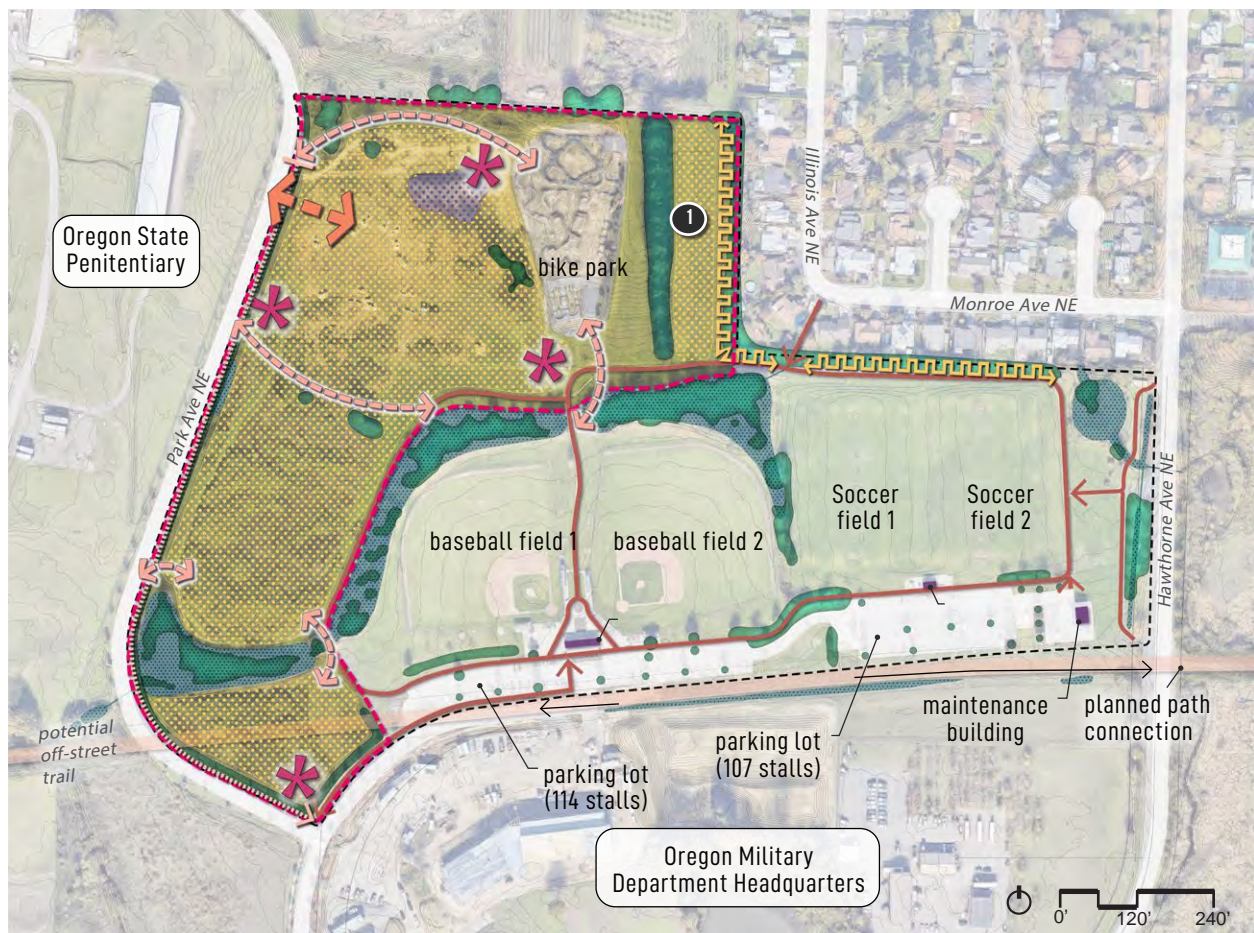 Oregon State
Penitentiary
1
bike park
Illinois Ave NE
Monroe Ave NE
Park Ave NE
Hawthorne Ave NE
baseball field 1
baseball field 2
Soccer
field 1
Soccer
field 2
potential
off-street
trail
parking lot
(114 stalls)
parking lot
(107 stalls)
maintenance
building
planned path
connection
Oregon Military
Department Headquarters
0'
120'
240'